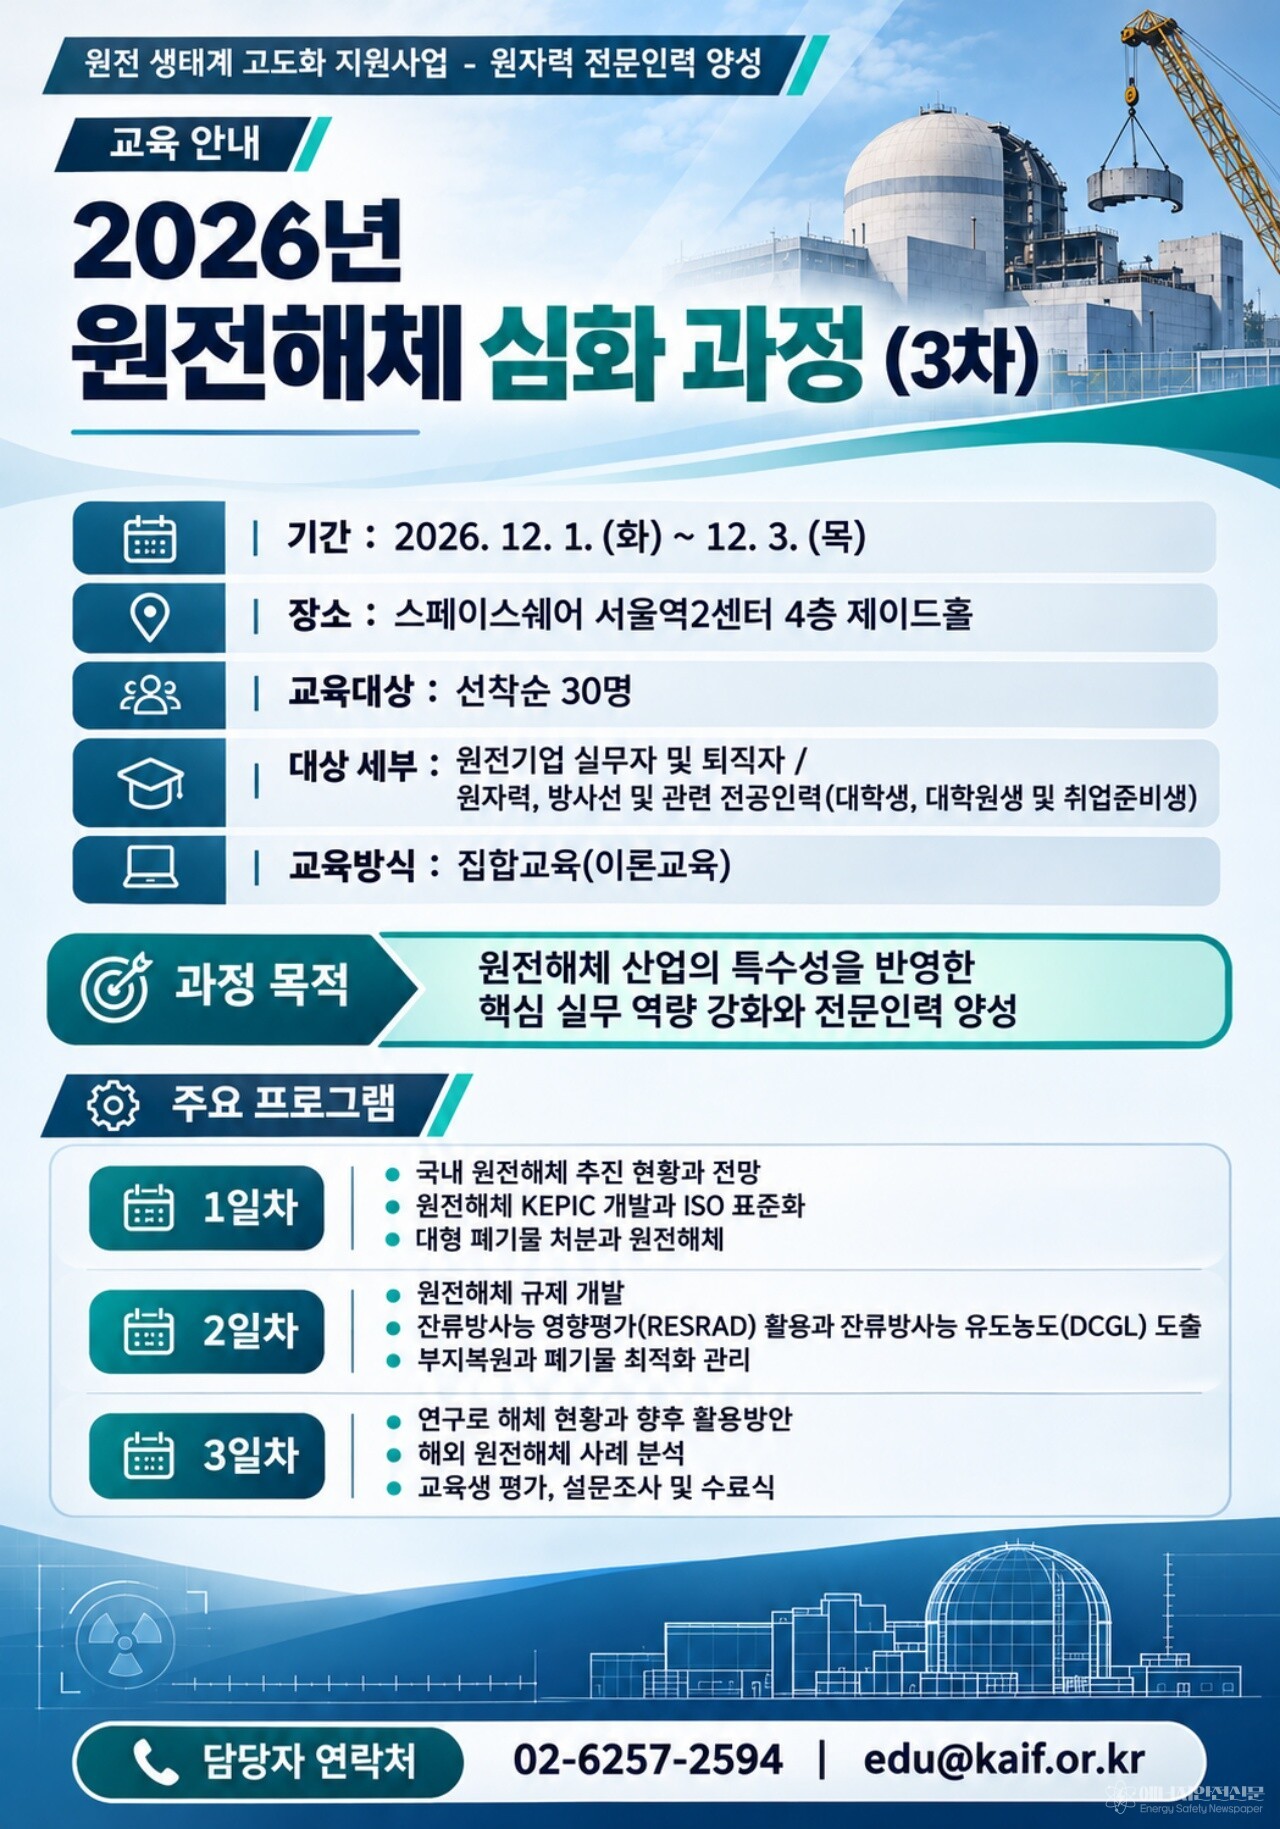 원전 생태계 고도화 지원사업 - 원자력 전문인력 양성
교육 안내
2026년
원전해체 심화 과정 (3차)
기간 : 2026. 12. 1. (화) ~ 12. 3. (목)
장소 : 스페이스쉐어 서울역2센터 4층 제이드홀
교육대상 : 선착순 30명
대상 세부 : 원전기업 실무자 및 퇴직자 /
원자력, 방사선 및 관련 전공인력(대학생, 대학원생 및 취업준비생)
교육방식 : 집합교육(이론교육)
과정 목적
원전해체 산업의 특수성을 반영한
핵심 실무 역량 강화와 전문인력 양성
주요 프로그램
1일차
국내 원전해체 추진 현황과 전망
원전해체 KEPIC 개발과 ISO 표준화
대형 폐기물 처분과 원전해체
2일차
원전해체 규제 개발
잔류방사능 영향평가(RESRAD) 활용과 잔류방사능 유도농도(DCGL) 도출
부지복원과 폐기물 최적화 관리
3일차
연구로 해체 현황과 향후 활용방안
해외 원전해체 사례 분석
교육생 평가, 설문조사 및 수료식
담당자 연락처
02-6257-2594 | edu@kaif.or.kr
에너지안전신문
Energy Safety Newspaper